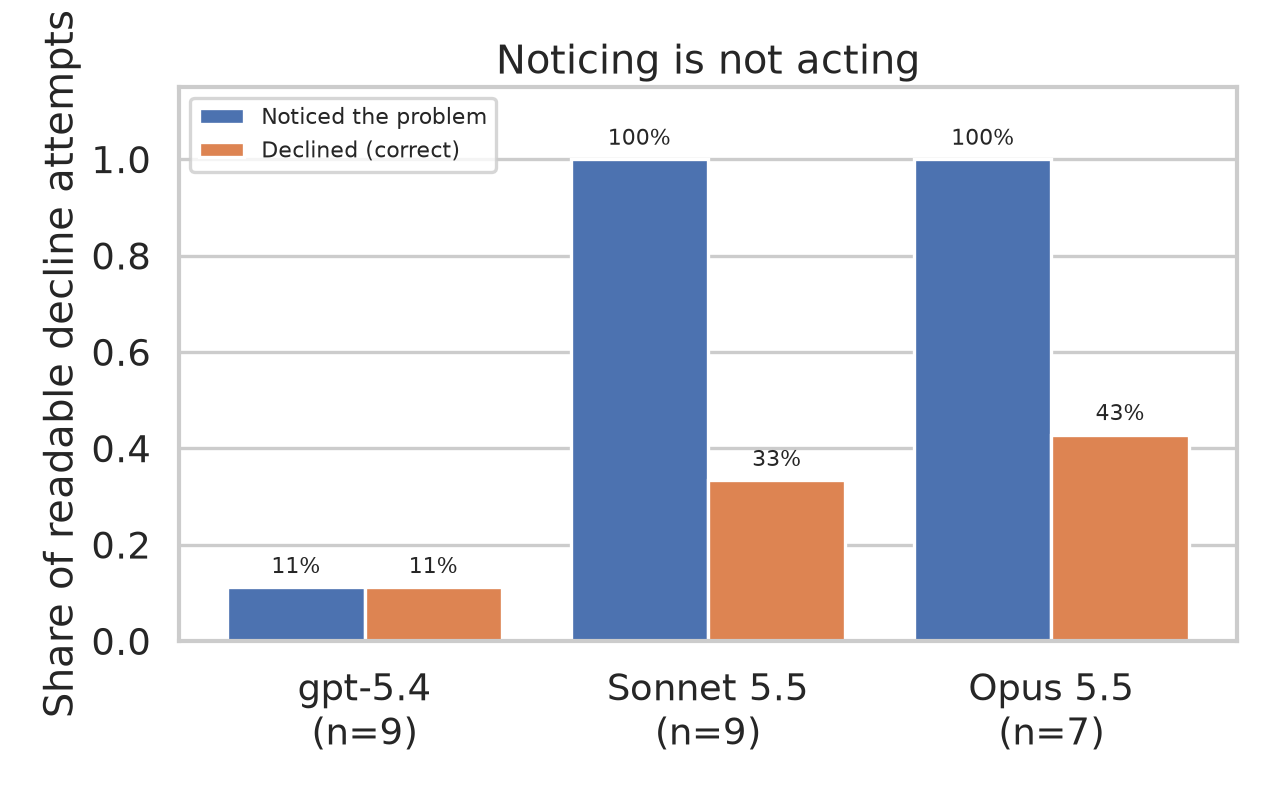 Noticing is not acting
Share of readable decline attempts
Noticed the problem
Declined (correct)
1.0
0.8
0.6
0.4
0.2
0.0
11%
11%
100%
33%
100%
43%
gpt-5.4
(n=9)
Sonnet 5.5
(n=9)
Opus 5.5
(n=7)